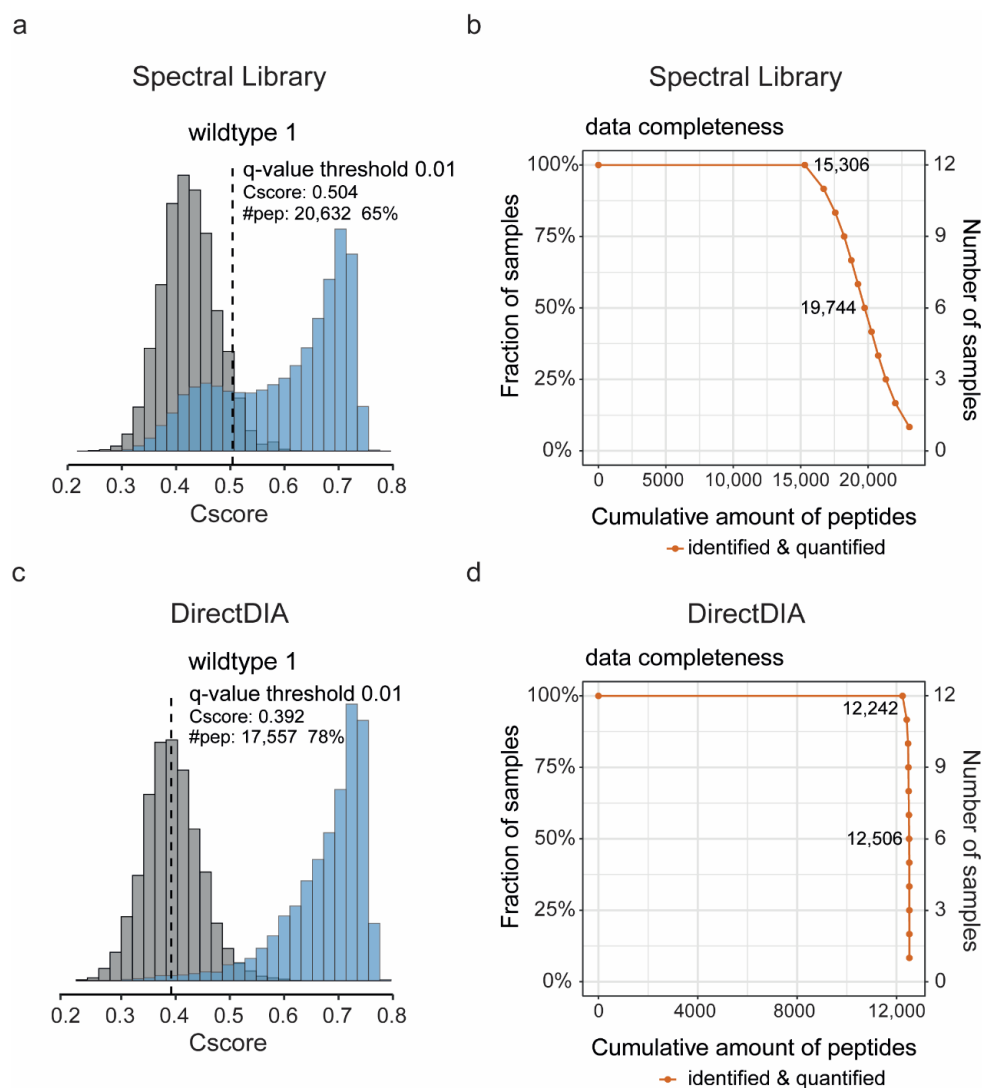 a
Spectral Library
wildtype 1
q-value threshold 0.01
Cscore: 0.504
#pep: 20,632 65%
0.2 0.3 0.4 0.5 0.6 0.7 0.8
Cscore
b
Spectral Library
data completeness
100%
75%
50%
25%
0%
Fraction of samples
15,306
19,744
12
9
6
3
0
Number of samples
0 5000 10,000 15,000 20,000
Cumulative amount of peptides
identified & quantified
c
DirectDIA
wildtype 1
q-value threshold 0.01
Cscore: 0.392
#pep: 17,557 78%
0.2 0.3 0.4 0.5 0.6 0.7 0.8
Cscore
d
DirectDIA
data completeness
100%
75%
50%
25%
0%
Fraction of samples
12,242
12,506
12
9
6
3
0
Number of samples
0 4000 8000 12,000
Cumulative amount of peptides
identified & quantified